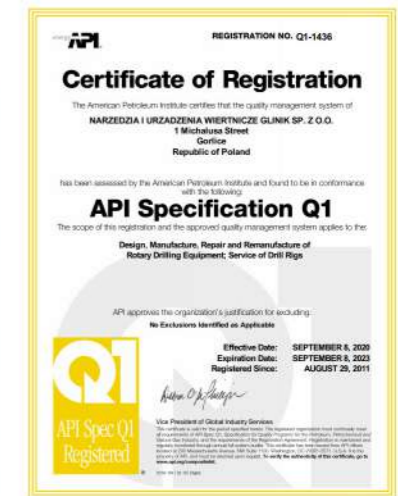 energy API
REGISTRATION NO. Q1-1436
Certificate of Registration
The American Petroleum Institute certifies that the quality management system of
NARZEDZIA I URZADZENIA WIERTNICZE GLINIK SP. Z O.O.
1 Michalusa Street
Gorlice
Republic of Poland
has been assessed by the American Petroleum Institute and found to be in conformance
with the following:
API Specification Q1
The scope of this registration and the approved quality management system applies to the:
Design, Manufacture, Repair and Remanufacture of
Rotary Drilling Equipment; Service of Drill Rigs
API approves the organization's justification for excluding:
No Exclusions Identified as Applicable
Effective Date: SEPTEMBER 8, 2020
Expiration Date: SEPTEMBER 8, 2023
Registered Since: AUGUST 29, 2011
Q1
API Spec Q1
Registered
Vice President of Global Industry Services